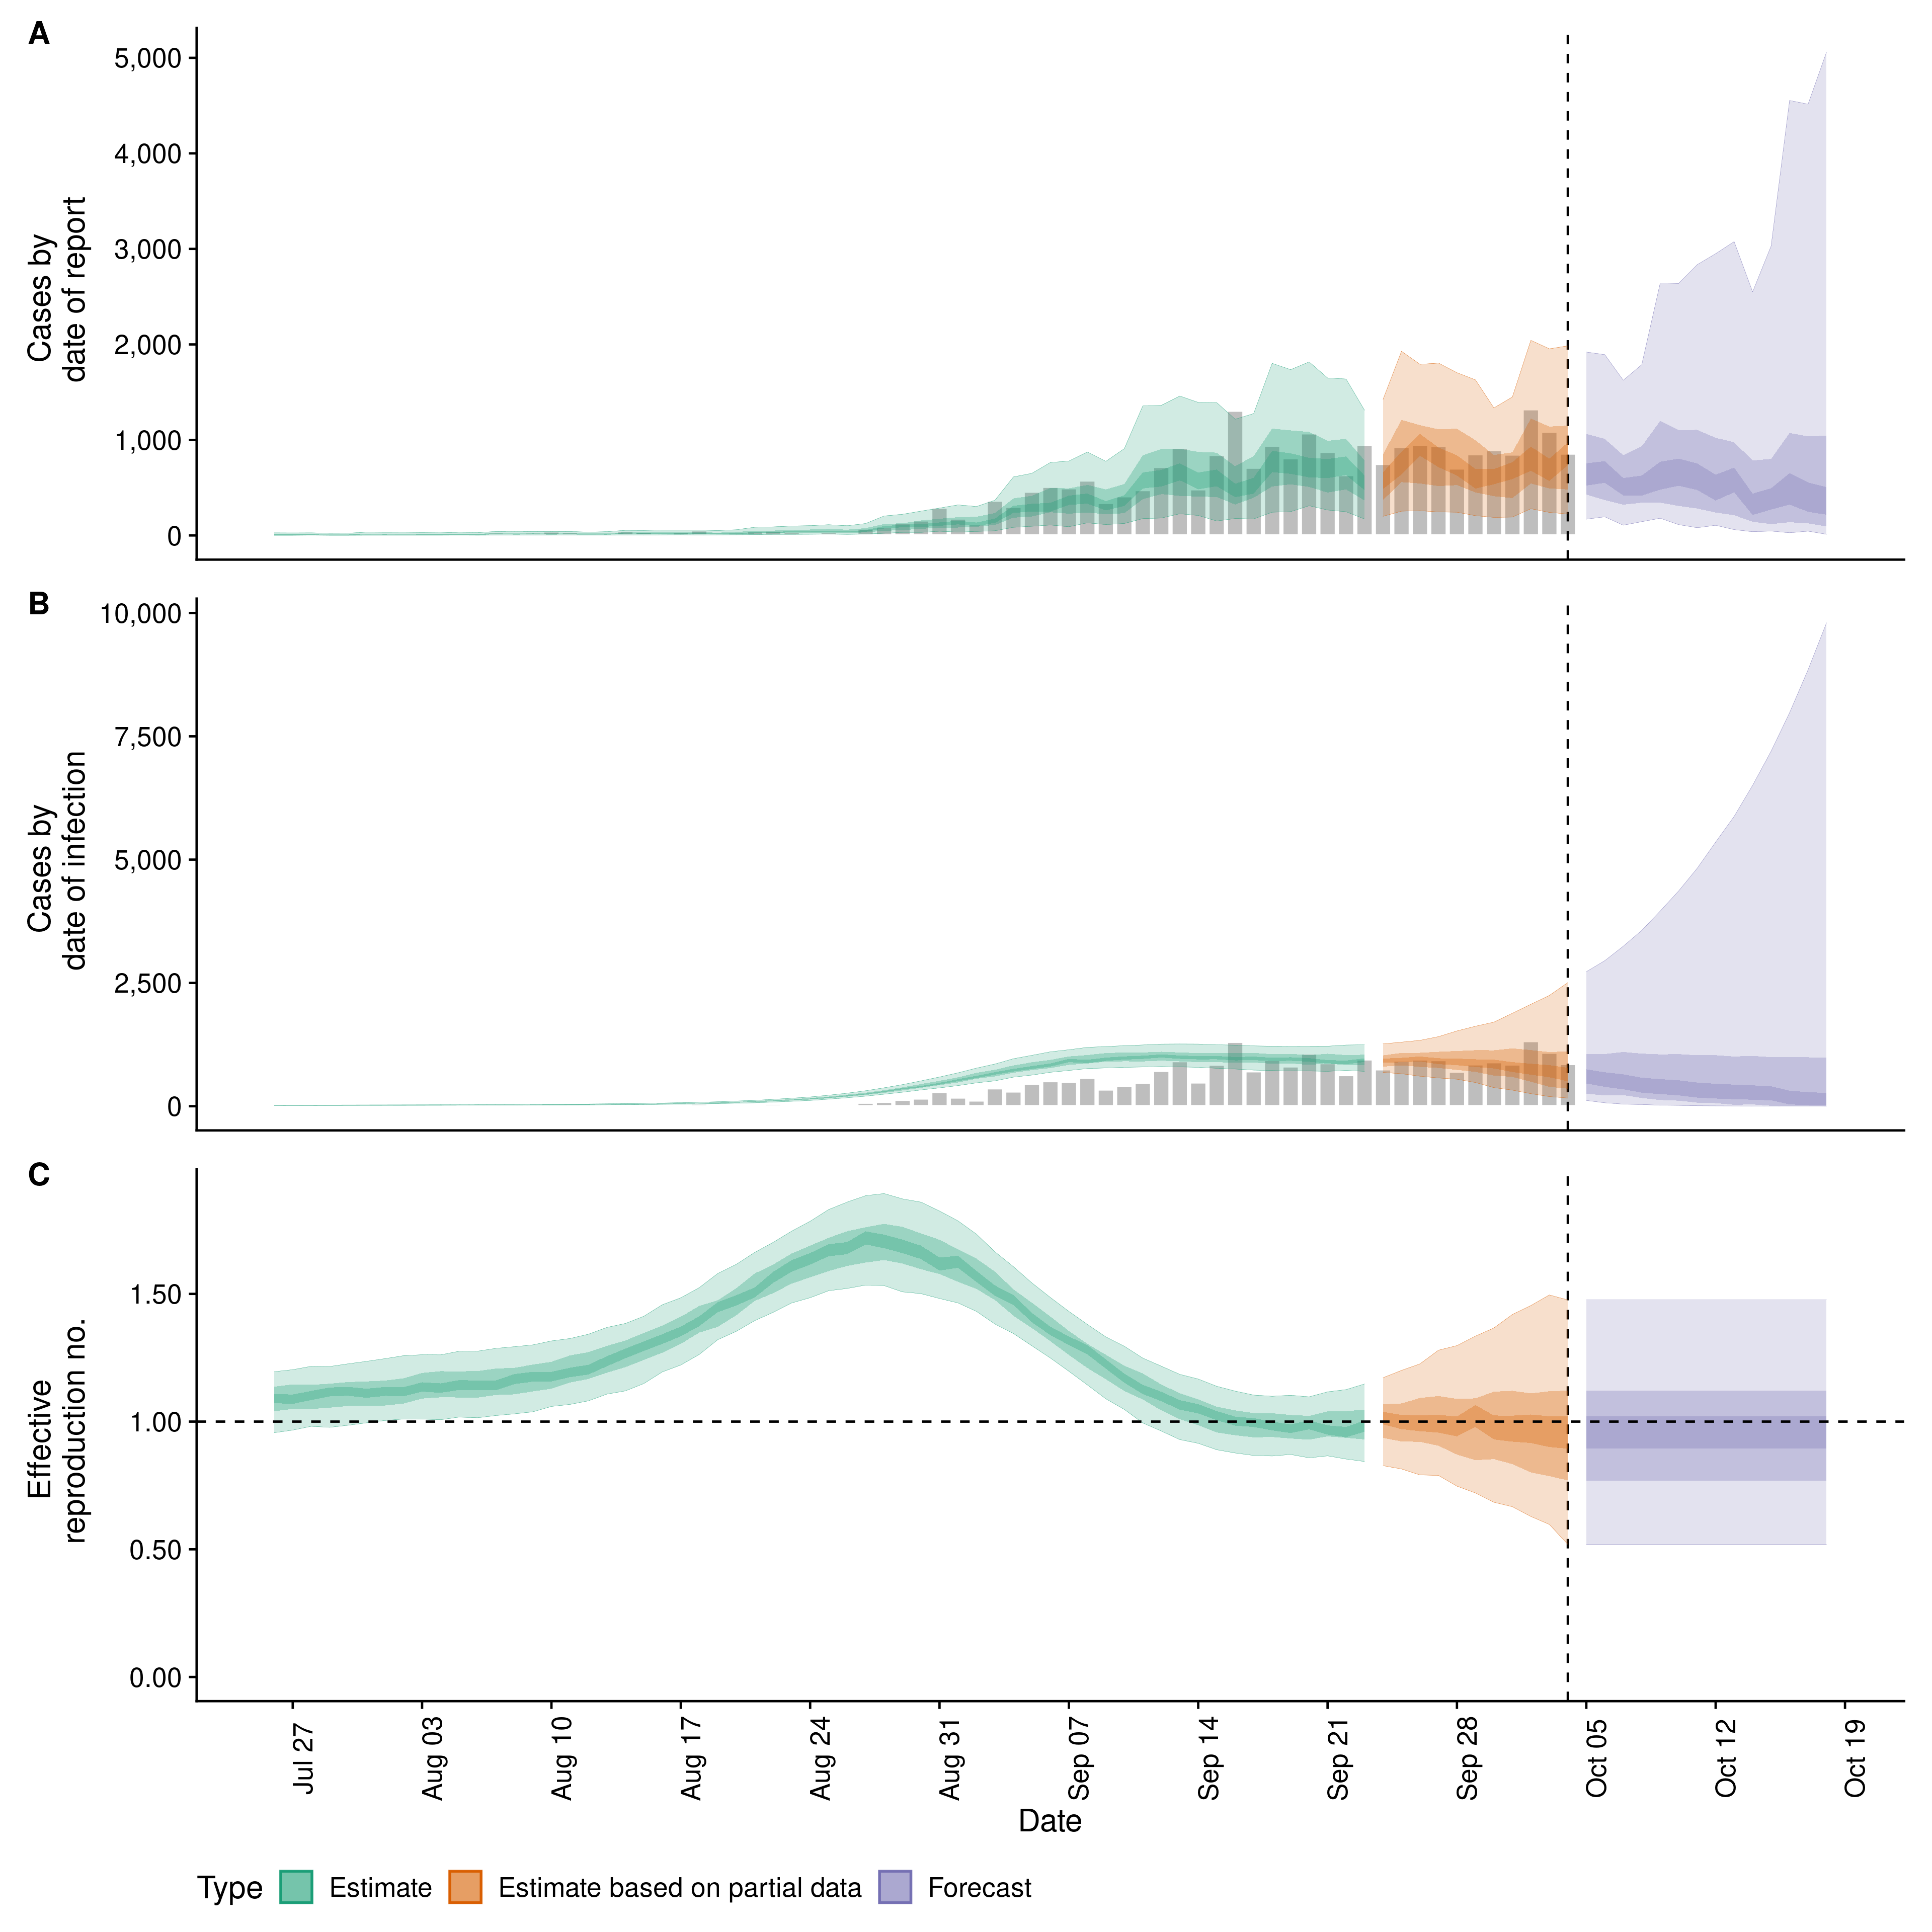 A
5,000
4,000
3,000
2,000
1,000
0
Cases by
date of report
B
10,000
7,500
5,000
2,500
0
Cases by
date of infection
C
1.50
1.00
0.50
0.00
Effective
reproduction no.
Jul 27
Aug 03
Aug 10
Aug 17
Aug 24
Aug 31
Sep 07
Sep 14
Sep 21
Sep 28
Oct 05
Oct 12
Oct 19
Date
Type Estimate Estimate based on partial data Forecast